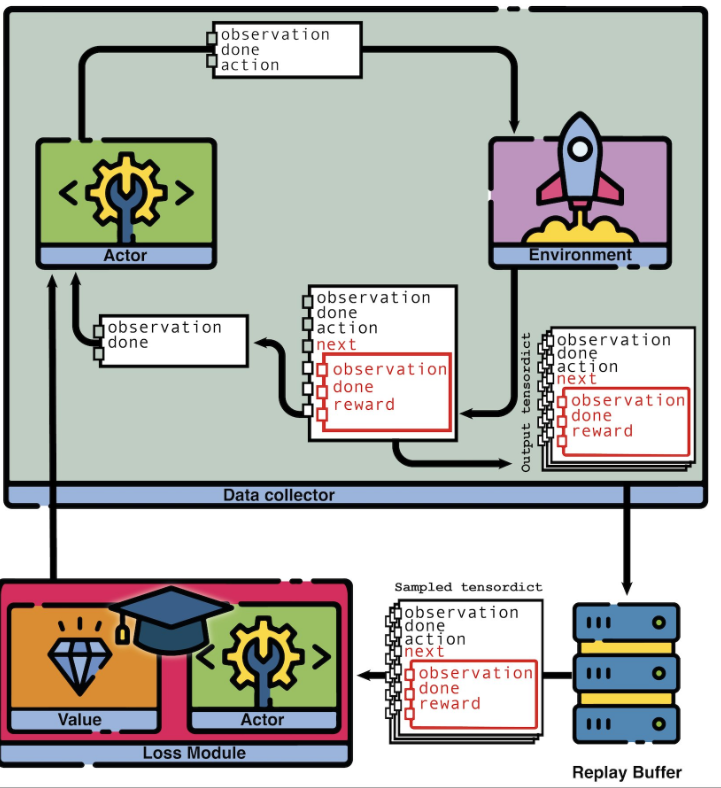 observation
done
action
Actor
Environment
observation
done
observation
done
action
next
observation
done
reward
Output tensordict
observation
done
action
next
observation
done
reward
Data collector
Sampled tensordict
observation
done
action
next
observation
done
reward
Value
Actor
Loss Module
Replay Buffer